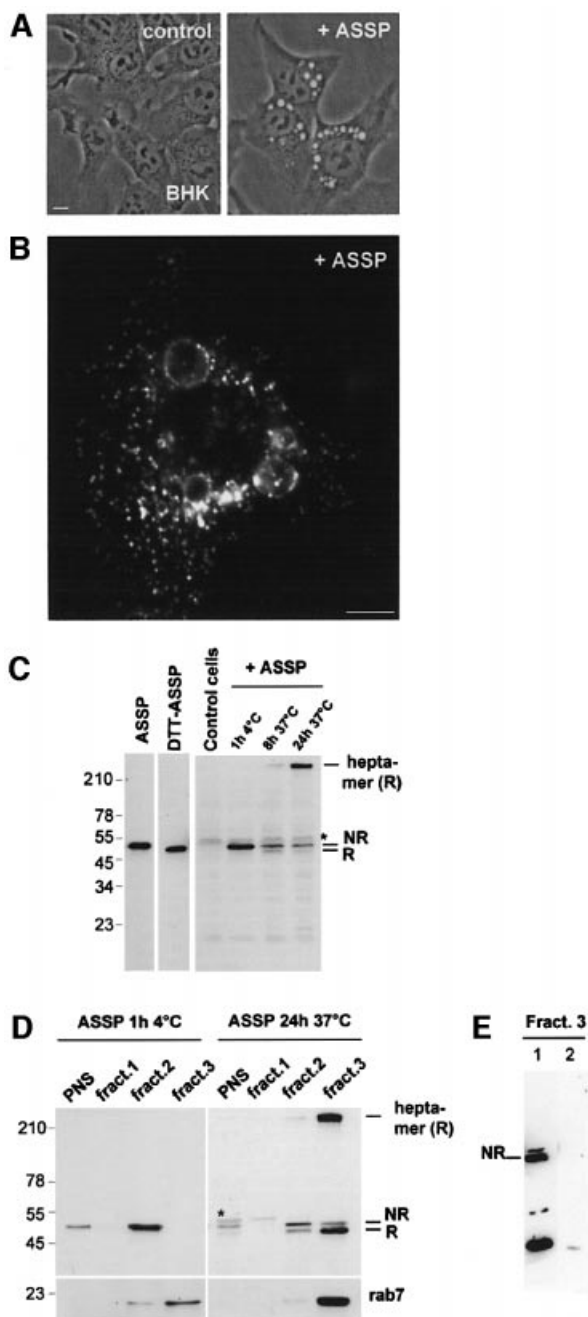 A
control
+ ASSP
BHK
B
+ ASSP
C
ASSP
DTT-ASSP
Control cells
+ ASSP
1h 4°C
8h 37°C
24h 37°C
hepta-
mer (R)
210
78
55
45
34
23
*
NR
R
D
ASSP 1h 4°C
ASSP 24h 37°C
PNS
fract.1
fract.2
fract.3
PNS
fract.1
fract.2
fract.3
hepta-
mer (R)
210
78
55
45
23
*
NR
R
rab7
E
Fract. 3
1 2
NR